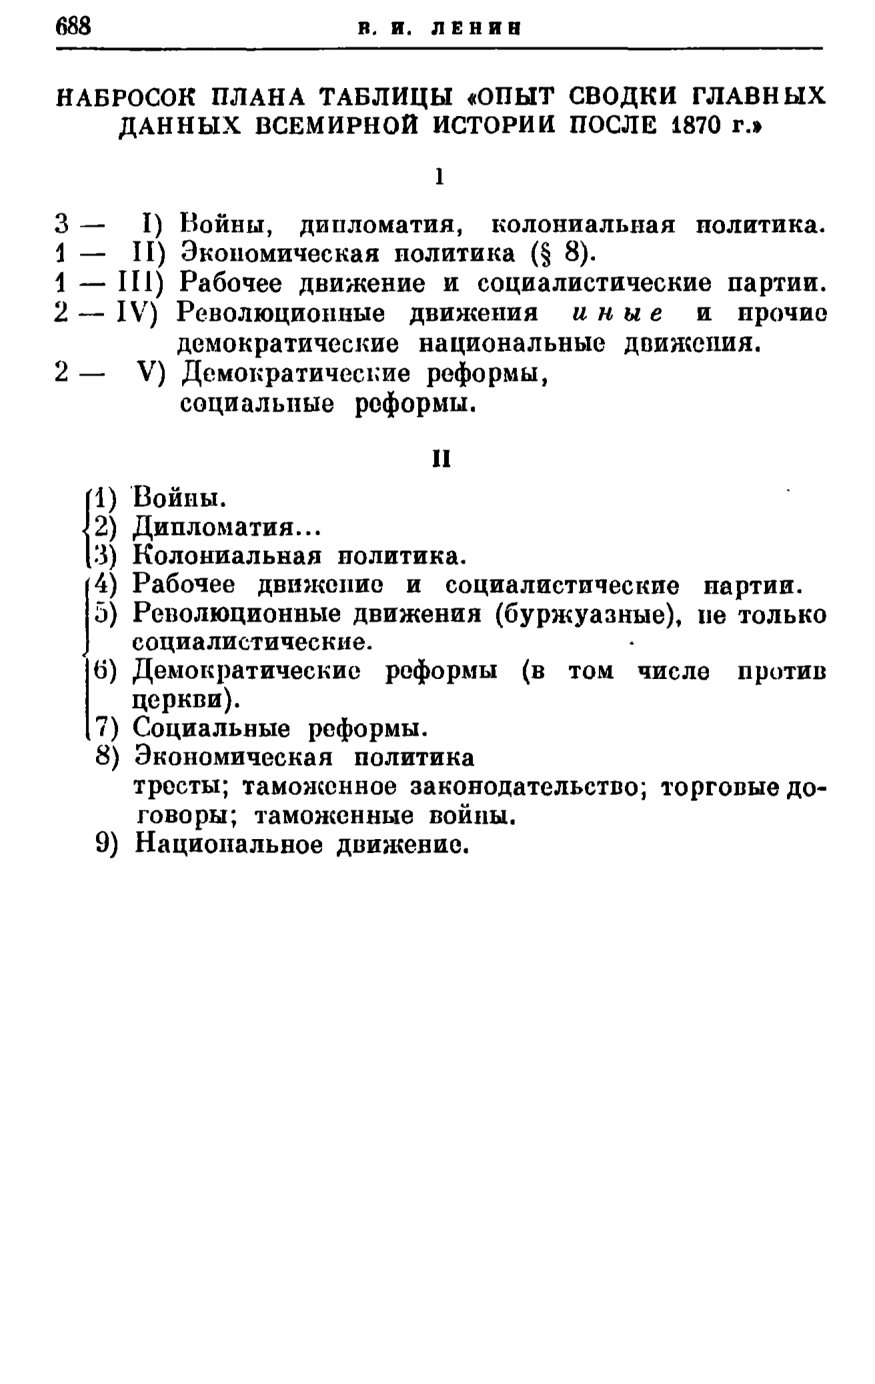 688
В. И. ЛЕНИН
НАБРОСОК ПЛАНА ТАБЛИЦЫ «ОПЫТ СВОДКИ ГЛАВНЫХ
ДАННЫХ ВСЕМИРНОЙ ИСТОРИИ ПОСЛЕ 1870 г.»
I
3 — I) Войны, дипломатия, колониальная политика.
1 — II) Экономическая политика (§ 8).
1 — III) Рабочее движение и социалистические партии.
2 — IV) Революционные движения иные и прочие
демократические национальные движения.
2 — V) Демократические реформы,
социальные реформы.
II
1) Войны.
2) Дипломатия...
3) Колониальная политика.
4) Рабочее движение и социалистические партии.
5) Революционные движения (буржуазные), не только
социалистические.
6) Демократические реформы (в том числе против
церкви).
7) Социальные реформы.
8) Экономическая политика
тресты; таможенное законодательство; торговые до-
говоры; таможенные войны.
9) Национальное движение.